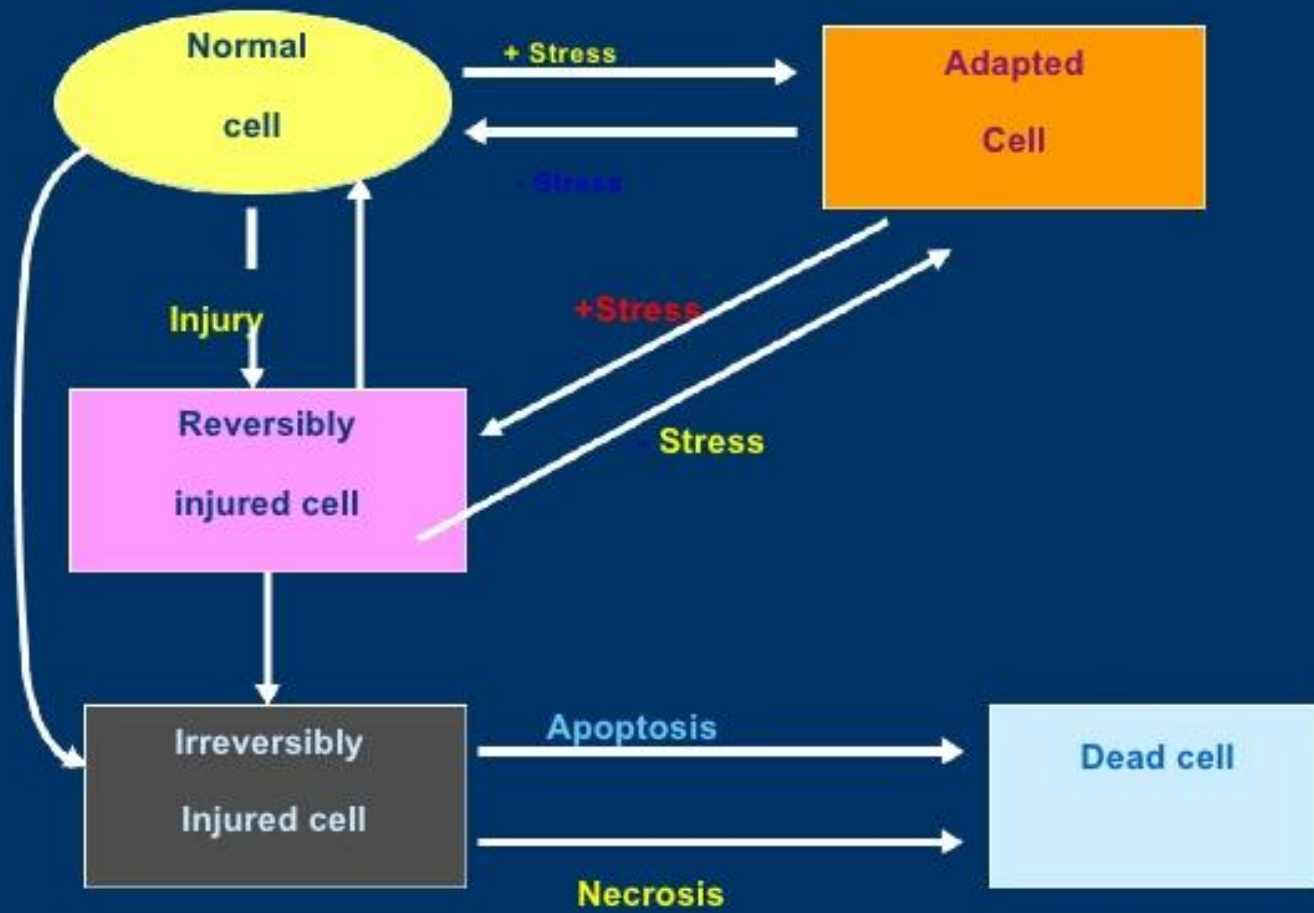 Normal
cell
+ Stress
Adapted
Cell
- Stress
+Stress
Injury
- Stress
Reversibly
injured cell
Irreversibly
Injured cell
Apoptosis
Dead cell
Necrosis